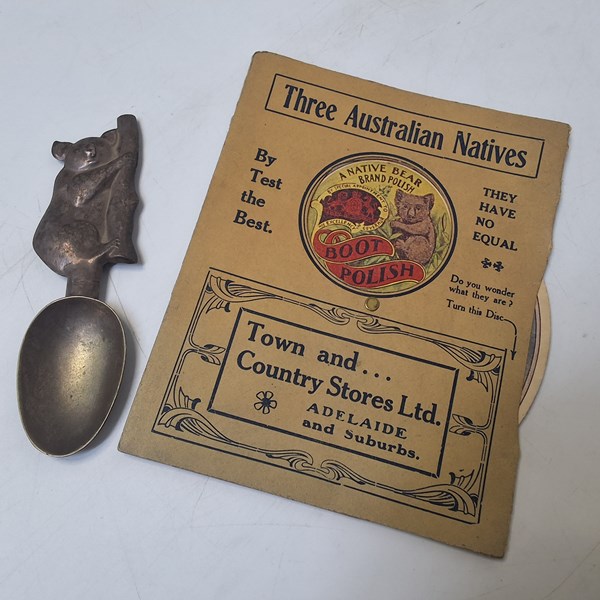 Three Australian Natives
By
Test
the
Best.
A NATIVE BEAR
BRAND POLISH
BOOT
POLISH
THEY
HAVE
NO
EQUAL
Do you wonder
what they are?
Turn this Disc
Town and...
Country Stores Ltd.
ADELAIDE
and Suburbs.